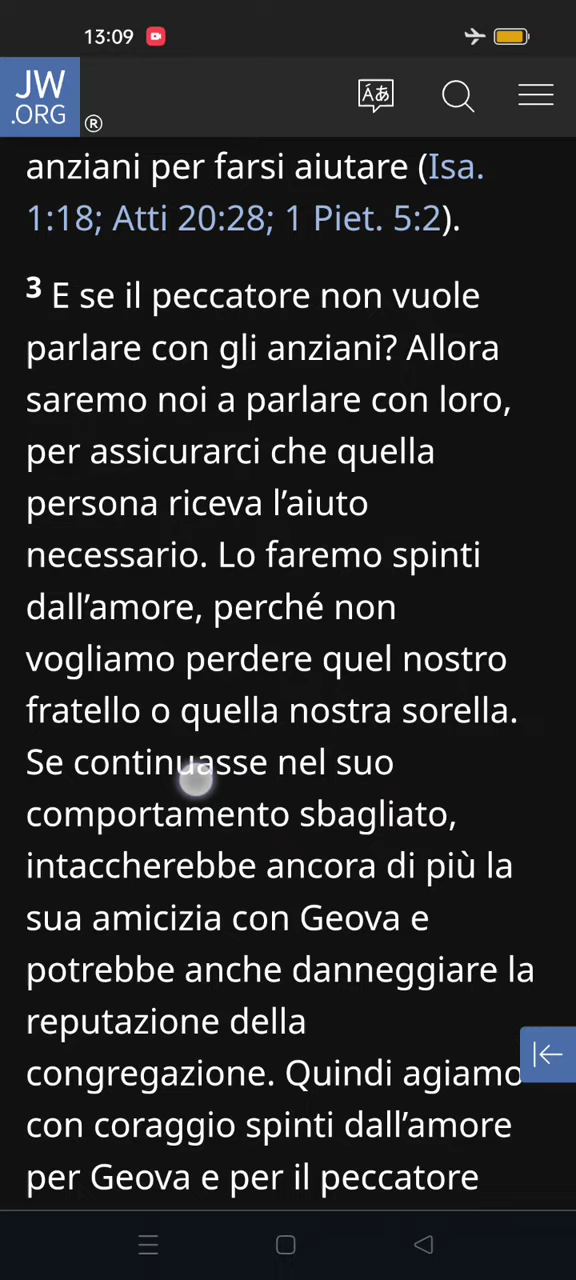 13:09
JW
.ORG
®
Áあ
anziani per farsi aiutare (Isa.
1:18; Atti 20:28; 1 Piet. 5:2).
3 E se il peccatore non vuole
parlare con gli anziani? Allora
saremo noi a parlare con loro,
per assicurarci che quella
persona riceva l’aiuto
necessario. Lo faremo spinti
dall’amore, perché non
vogliamo perdere quel nostro
fratello o quella nostra sorella.
Se continuasse nel suo
comportamento sbagliato,
intaccherebbe ancora di più la
sua amicizia con Geova e
potrebbe anche danneggiare la
reputazione della
congregazione. Quindi agiamo
con coraggio spinti dall’amore
per Geova e per il peccatore